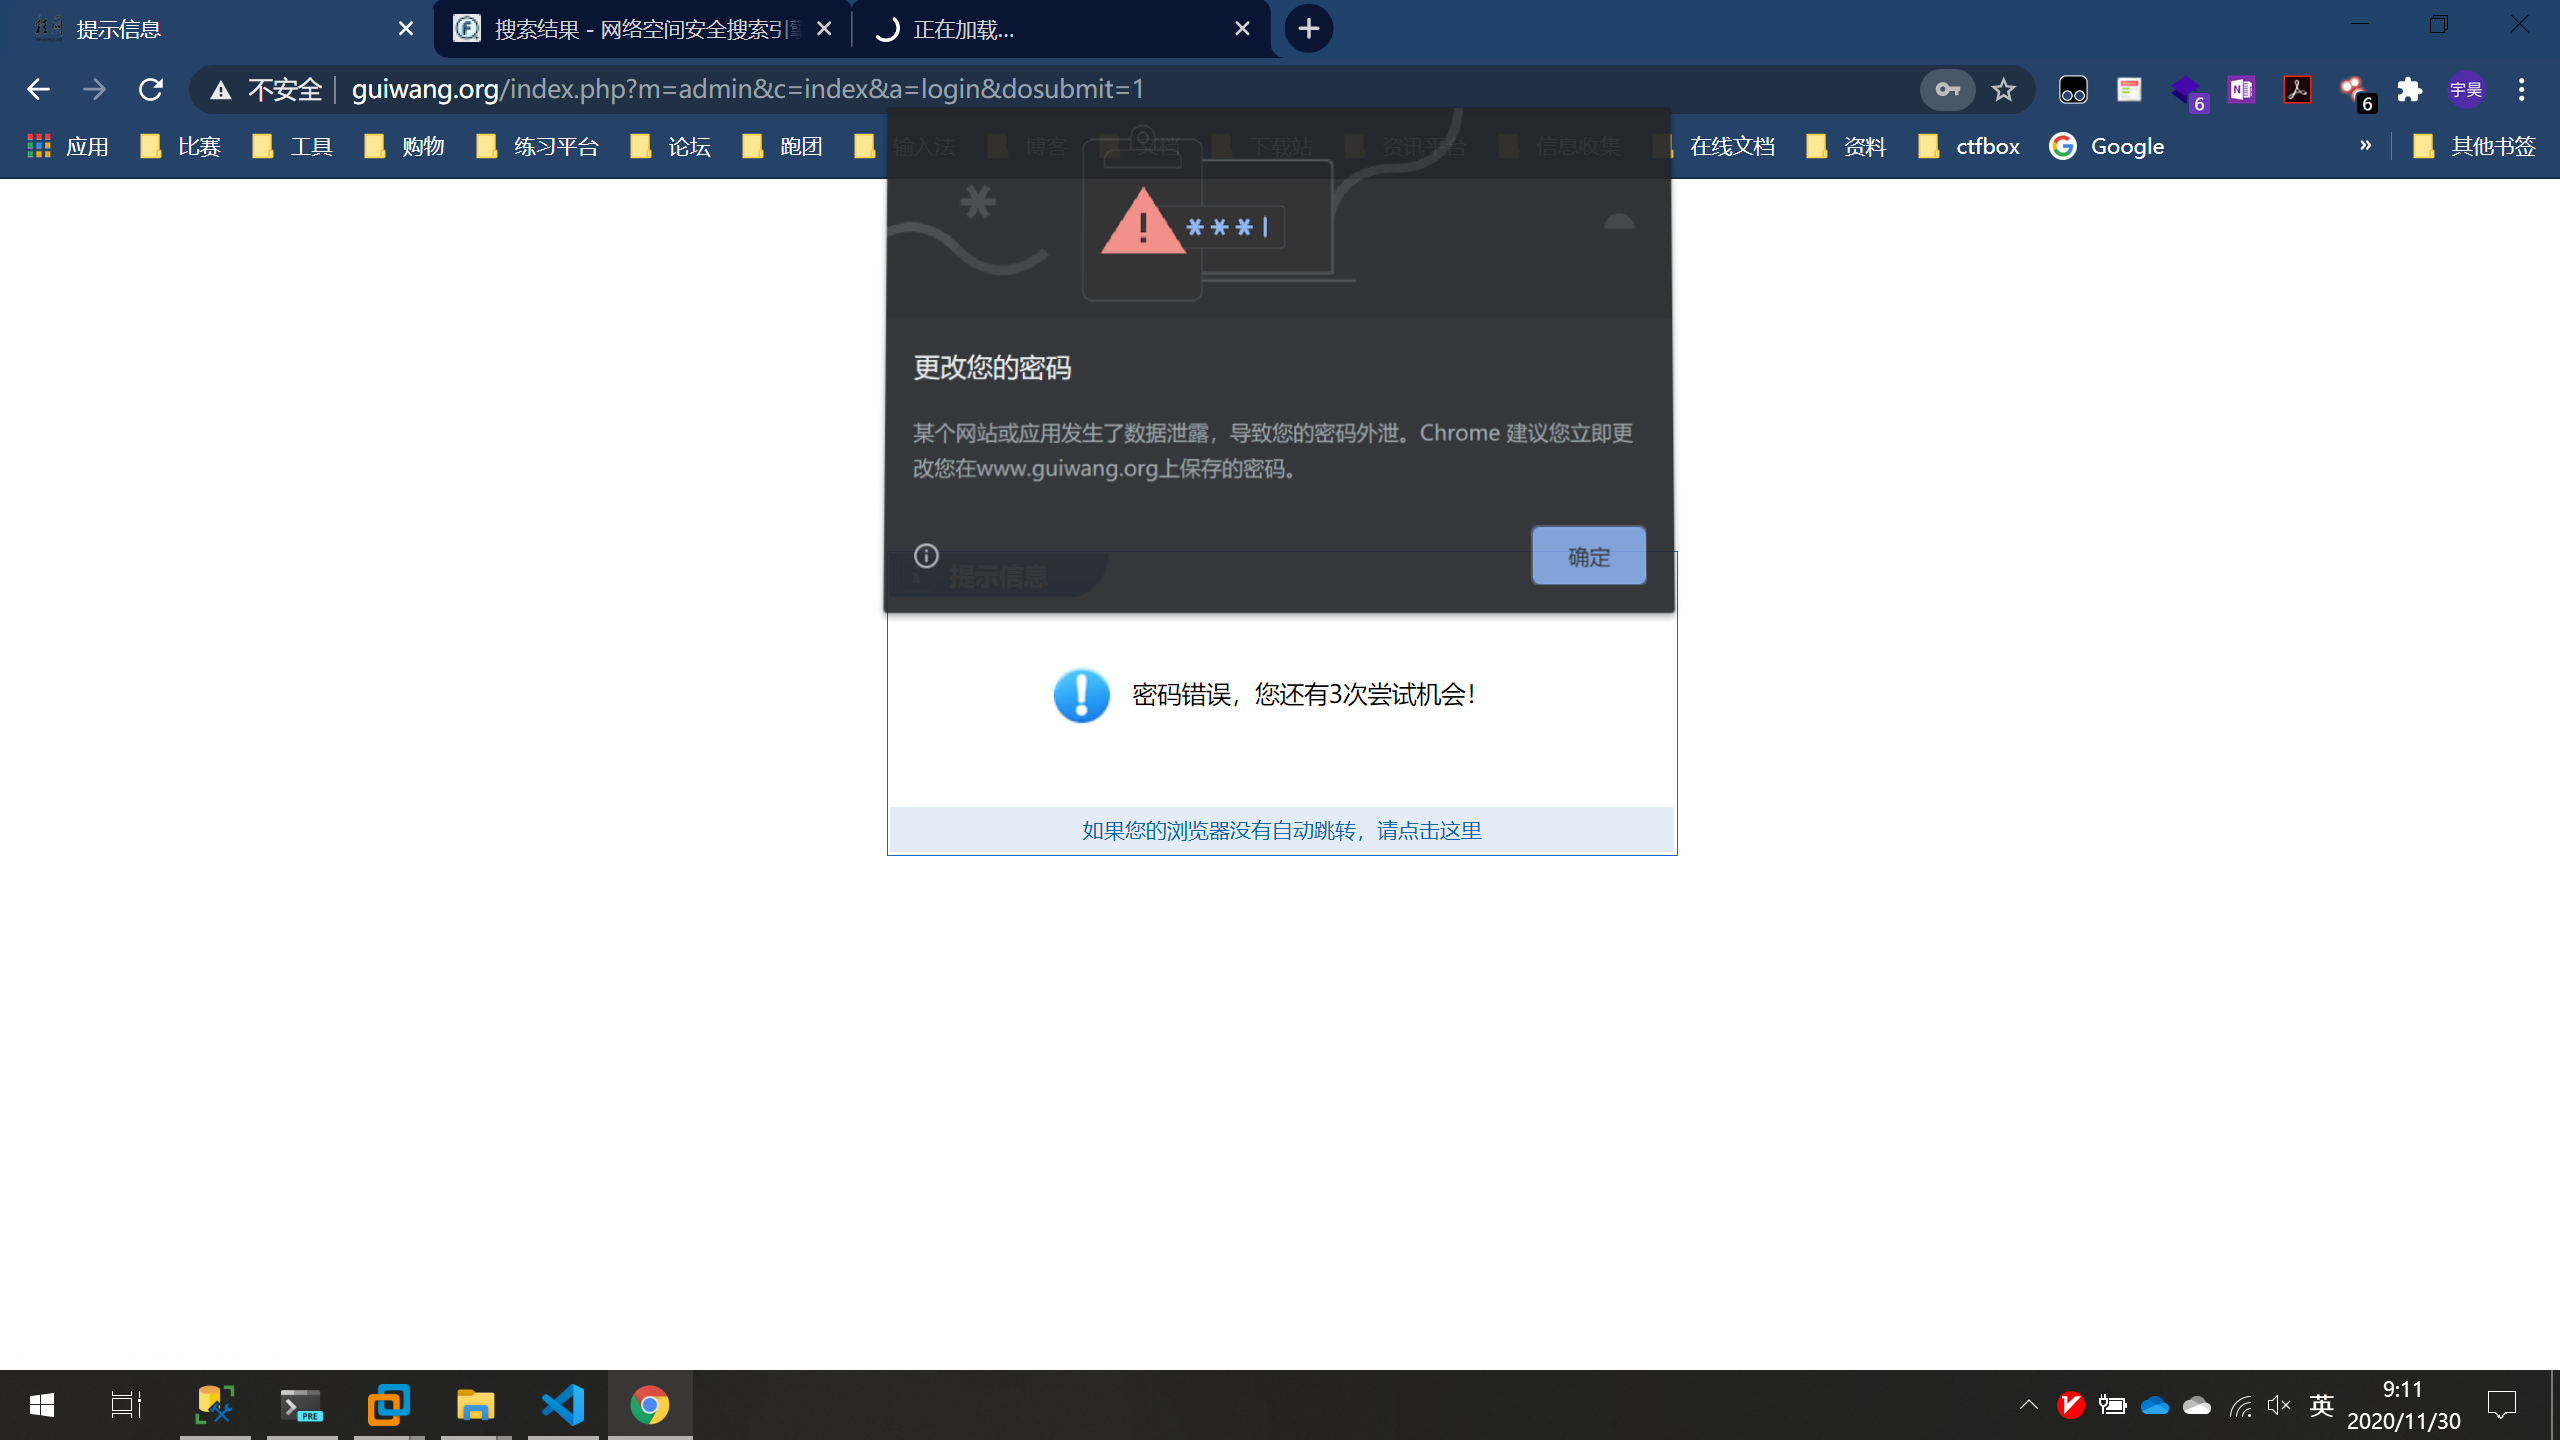 提示信息
搜索结果 - 网络空间安全搜索引擎
正在加载...
不安全
guiwang.org/index.php?m=admin&c=index&a=login&dosubmit=1
宇昊
6
6
应用
比赛
工具
购物
练习平台
论坛
跑团
输入法
博客
文档
下载站
资讯平台
信息收集
在线文档
资料
ctfbox
Google
»
其他书签
***|
更改您的密码
某个网站或应用发生了数据泄露，导致您的密码外泄。Chrome 建议您立即更
改您在www.guiwang.org上保存的密码。
确定
提示信息
密码错误，您还有3次尝试机会！
如果您的浏览器没有自动跳转，请点击这里
PRE
英
9:11
2020/11/30